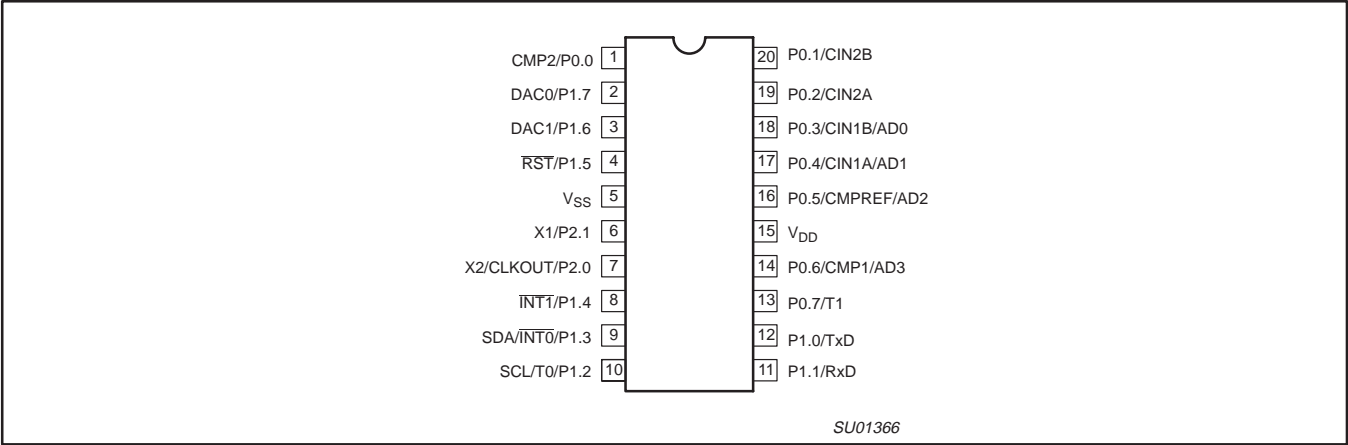 CMP2/P0.0 1 20 P0.1/CIN2B
DAC0/P1.7 2 19 P0.2/CIN2A
DAC1/P1.6 3 18 P0.3/CIN1B/AD0
R̅S̅T̅/P1.5 4 17 P0.4/CIN1A/AD1
VSS 5 16 P0.5/CMPREF/AD2
X1/P2.1 6 15 VDD
X2/CLKOUT/P2.0 7 14 P0.6/CMP1/AD3
I̅N̅T̅1̅/P1.4 8 13 P0.7/T1
SDA/I̅N̅T̅0̅/P1.3 9 12 P1.0/TxD
SCL/T0/P1.2 10 11 P1.1/RxD
SU01366